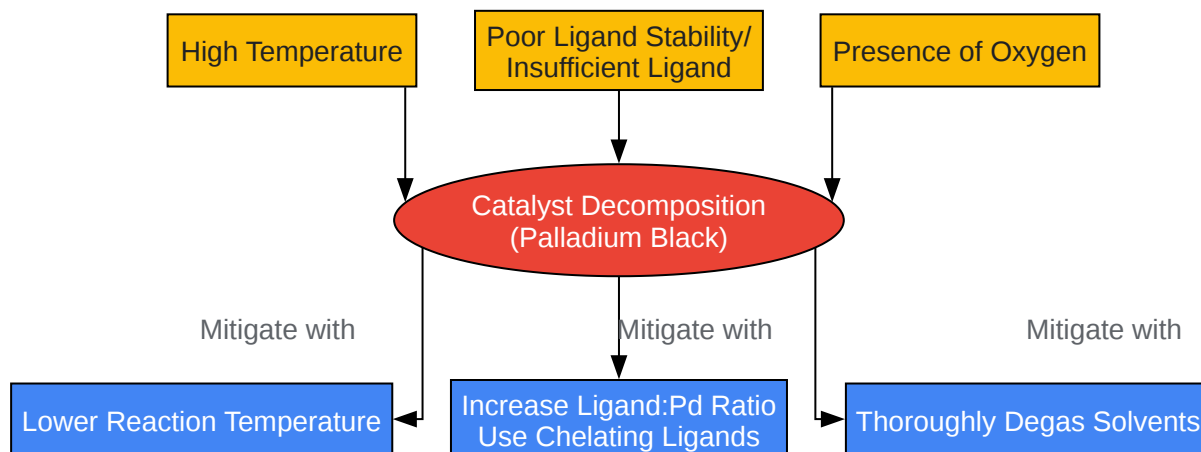 High Temperature
Poor Ligand Stability/
Insufficient Ligand
Presence of Oxygen
Catalyst Decomposition
(Palladium Black)
Mitigate with
Mitigate with
Mitigate with
Lower Reaction Temperature
Increase Ligand:Pd Ratio
Use Chelating Ligands
Thoroughly Degas Solvents